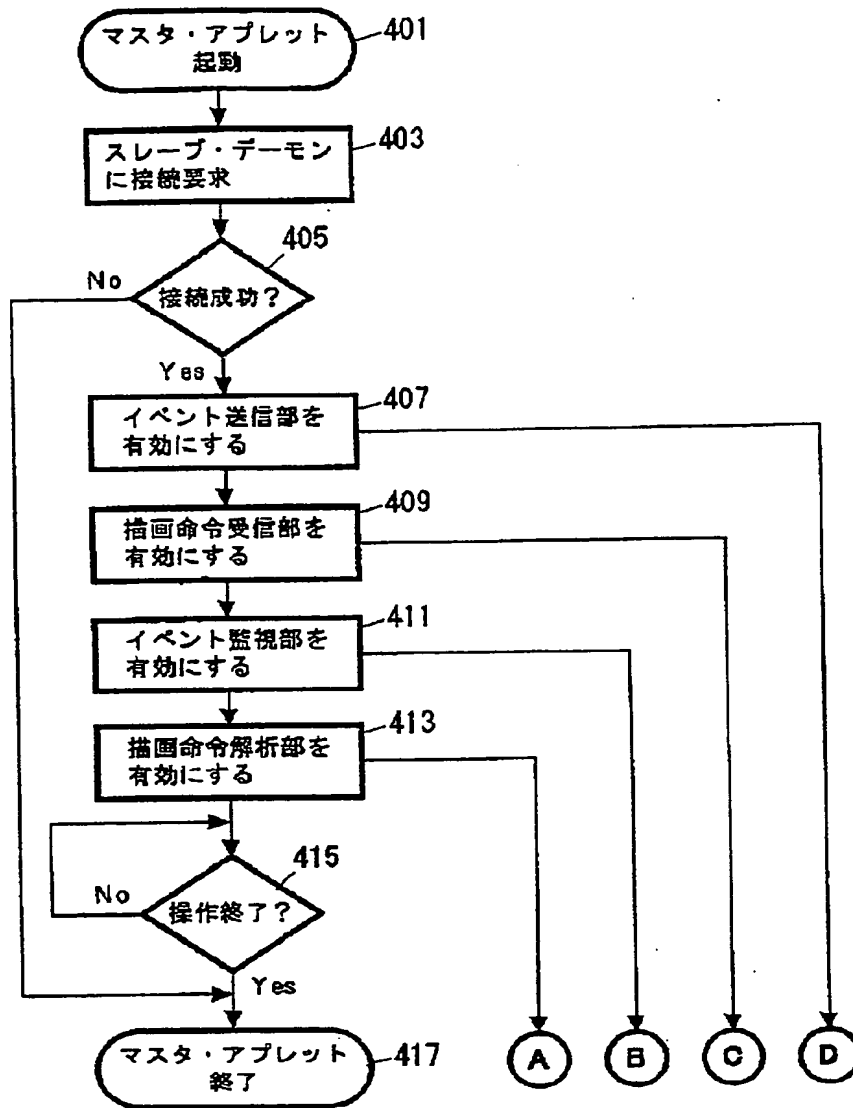 マスタ・アプレット
起動
401
スレーブ・デーモン
に接続要求
403
405
接続成功?
No
Yes
イベント送信部を
有効にする
407
描画命令受信部を
有効にする
409
イベント監視部を
有効にする
411
描画命令解析部を
有効にする
413
415
操作終了?
No
Yes
マスタ・アプレット
終了
417
A
B
C
D